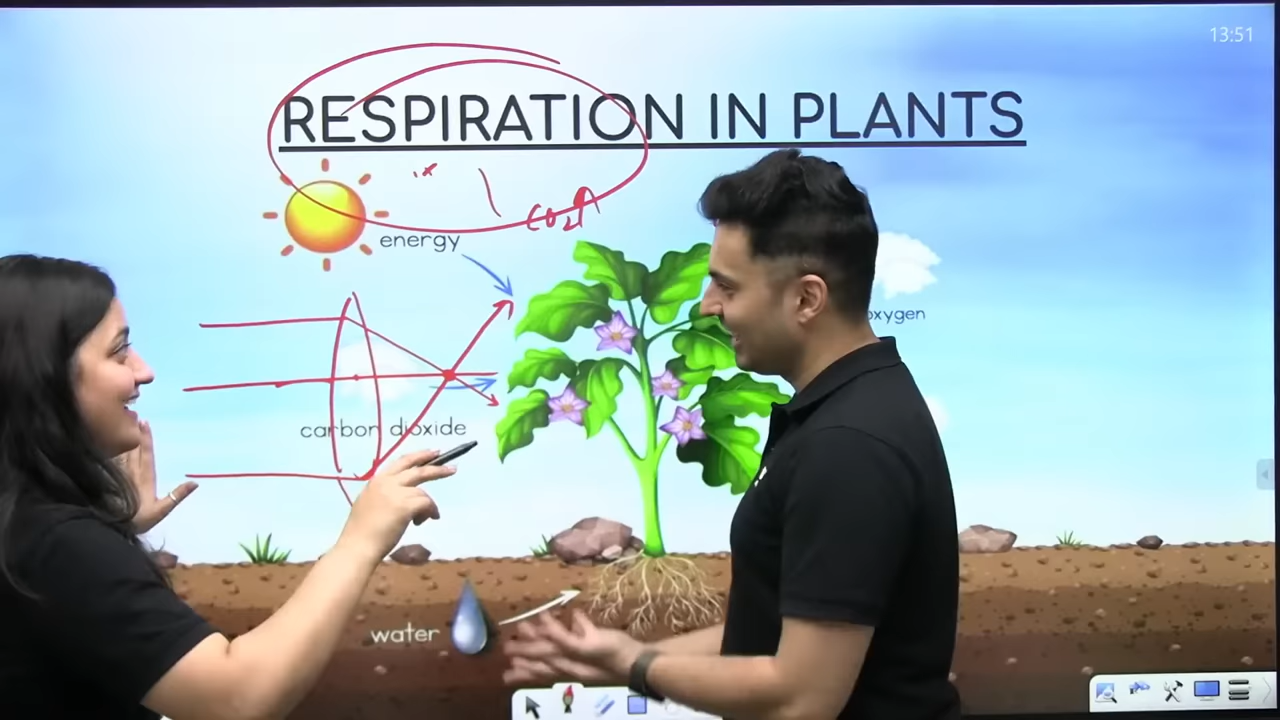 13:51
RESPIRATION IN PLANTS
CO2
energy
oxygen
carbon dioxide
water